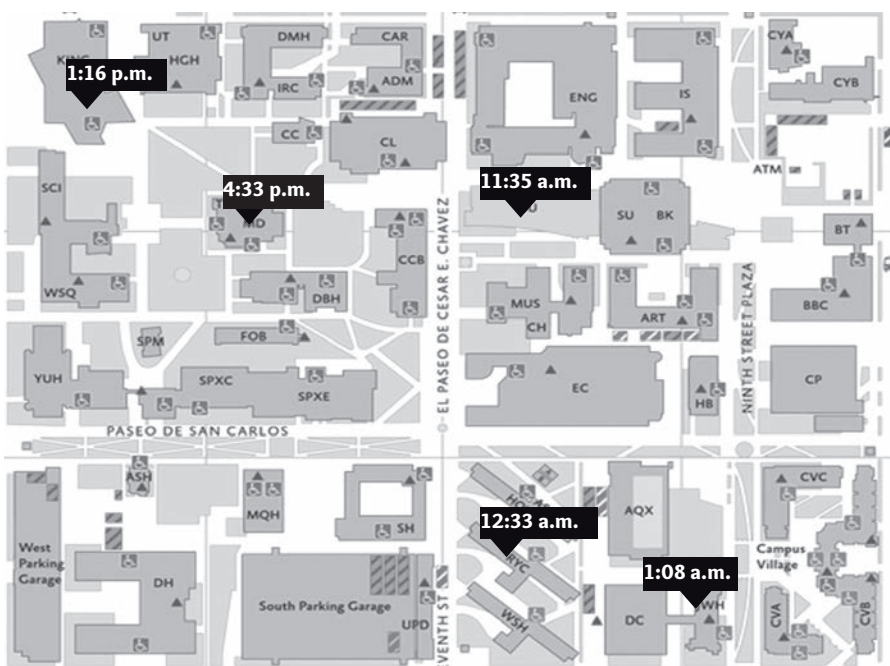 UT
DMH
CAR
CYA
KING
HGH
IRC
ADM
ENG
IS
CYB
1:16 p.m.
CC
CL
SCI
4:33 p.m.
11:35 a.m.
ATM
MD
SU
BK
BT
CCB
WSQ
DBH
MUS
CH
ART
BBC
EL PASEO DE CESAR E. CHAVEZ
NINTH STREET PLAZA
SPM
FOB
YUH
SPXC
SPXE
EC
HB
CP
PASEO DE SAN CARLOS
ASH
MQH
SH
AQX
CVC
12:33 a.m.
West
Parking
Garage
DH
South Parking Garage
UPD
RYC
WSH
1:08 a.m.
DC
WH
Campus
Village
CVA
CVB